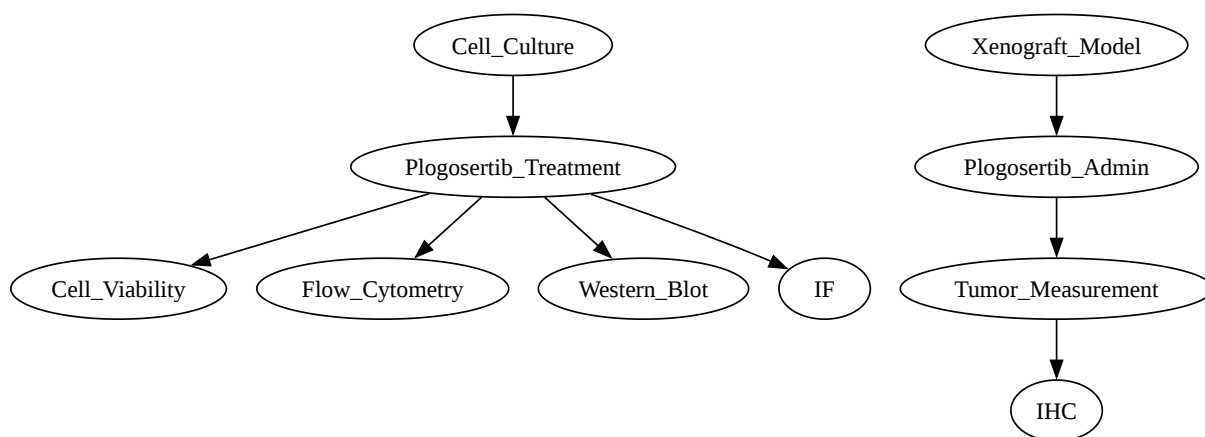 Cell_Culture
Xenograft_Model
Plogosertib_Treatment
Plogosertib_Admin
Cell_Viability
Flow_Cytometry
Western_Blot
IF
Tumor_Measurement
IHC